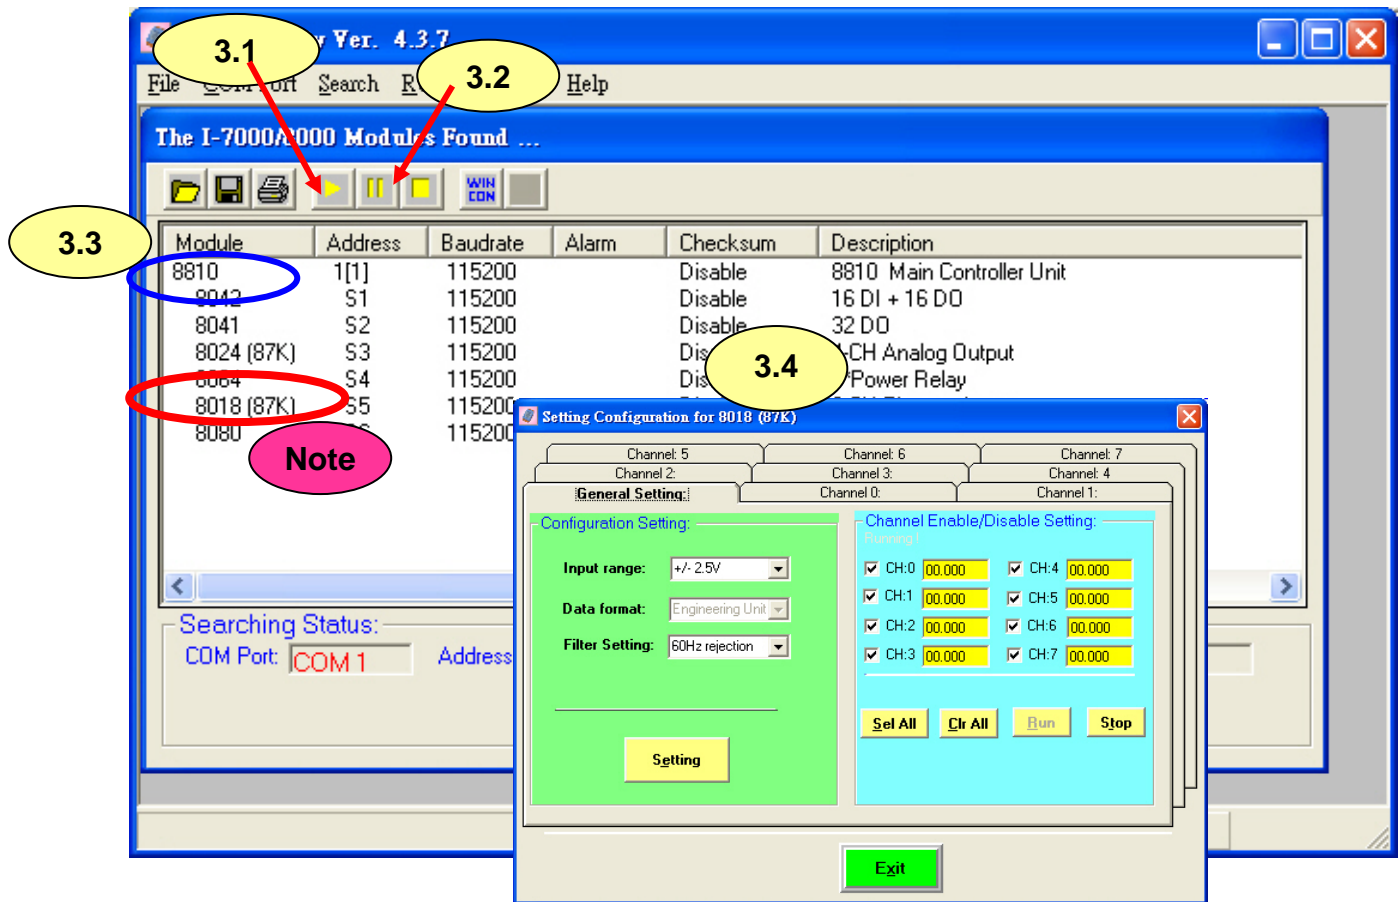 3.1
Ver. 4.3.7
3.2
File COM Port Search Help
The I-7000/8000 Modules Found ...
WIN CON
3.3
Module Address Baudrate Alarm Checksum Description
8810 1[1] 115200 Disable 8810 Main Controller Unit
8042 S1 115200 Disable 16 DI + 16 DO
8041 S2 115200 Disable 32 DO
8024 (87K) S3 115200 -CH Analog Output
3.4
8084 S4 115200 *Power Relay
8018 (87K) S5 115200
8080 115200
Note
Setting Configuration for 8018 (87K)
Channel: 5 Channel: 6 Channel: 7
Channel 2: Channel 3: Channel: 4
General Setting: Channel 0: Channel 1:
Configuration Setting: Channel Enable/Disable Setting:
Running !
Input range: +/- 2.5V CH:0 00.000 CH:4 00.000
Data format: Engineering Unit CH:1 00.000 CH:5 00.000
Filter Setting: 60Hz rejection CH:2 00.000 CH:6 00.000
CH:3 00.000 CH:7 00.000
Searching Status:
COM Port: COM 1 Address
Sel All Clr All Run Stop
Setting
Exit